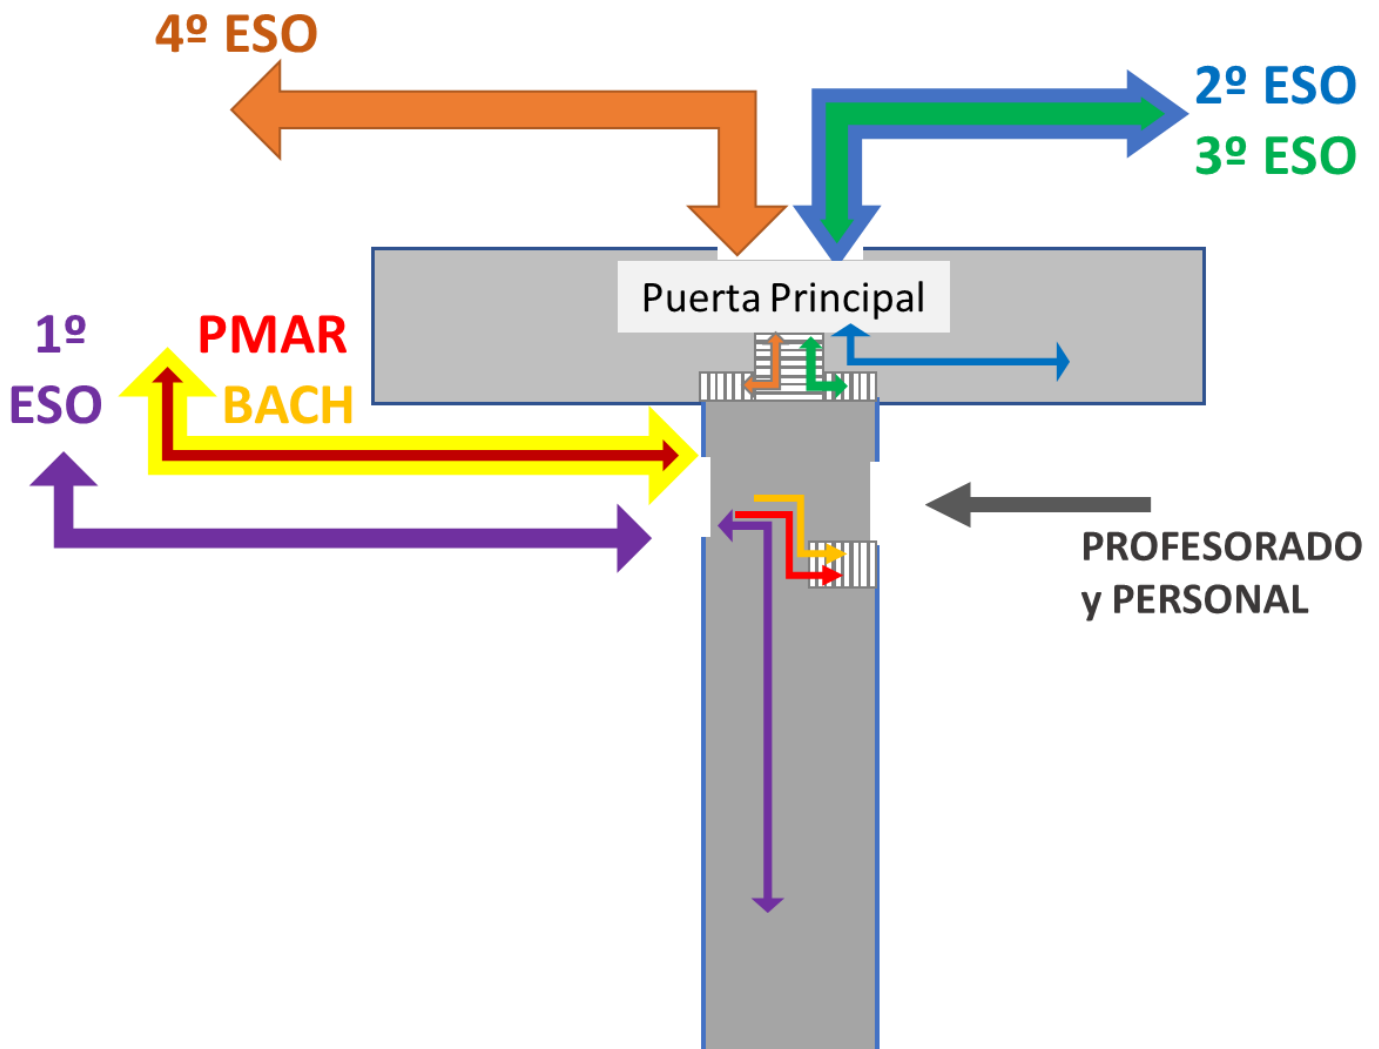 4º ESO
2º ESO
3º ESO
Puerta Principal
1º
ESO
PMAR
BACH
PROFESORADO
y PERSONAL